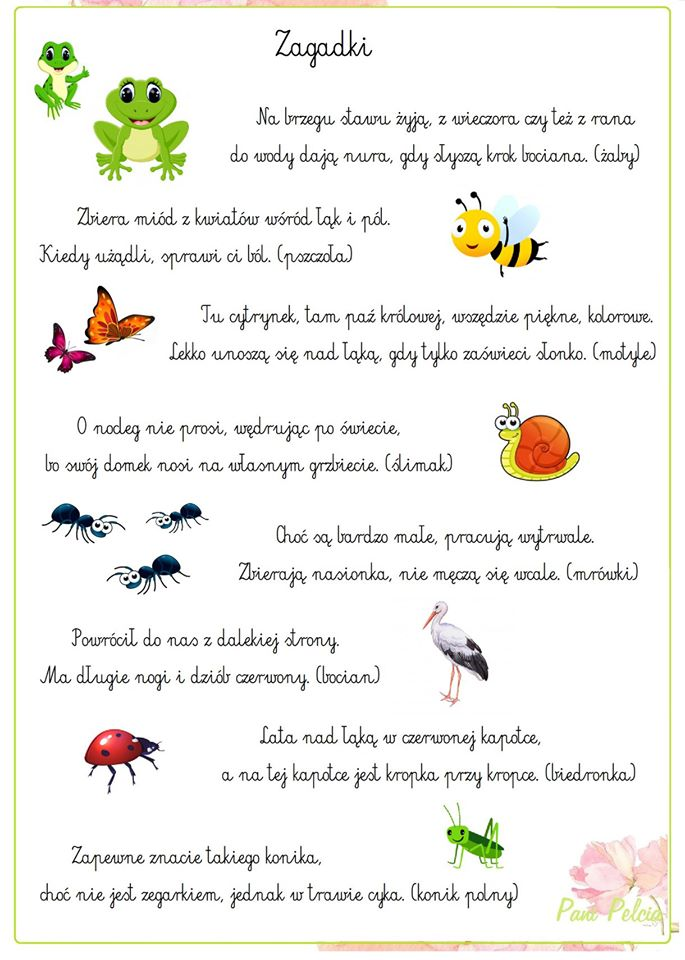 Zagadki
Na brzegu stawu żyją, z wieczora czy też z rana
do wody dają nura, gdy słyszą krok bociana. (żaby)
Zbiera miód z kwiatów wóród łąk i pól.
Kiedy użądli, sprawi ci ból. (pszczoła)
Tu cytrynek, tam paź królowej, wszędzie piękne, kolorowe.
Lekko unoszą się nad łąką, gdy tylko zaświeci słonko. (motyle)
O nodeg nie prosi, wędrując po świecie,
bo swój domek nosi na własnym grzbiecie. (ślimak)
Choć są bardzo małe, pracują wytrwale.
Zbierają nasionka, nie męczą się wcale. (mrówki)
Powrócił do nas z dalekiej strony.
Ma długie nogi i dziób czerwony. (bocian)
Lata nad łąką w czerwonej kapotce,
a na tej kapotce jest kropka przy kropce. (biedronka)
Zapewne znacie takiego konika,
choć nie jest zegarkiem, jednak w trawie cyka. (konik polny)
Pani Pelcia